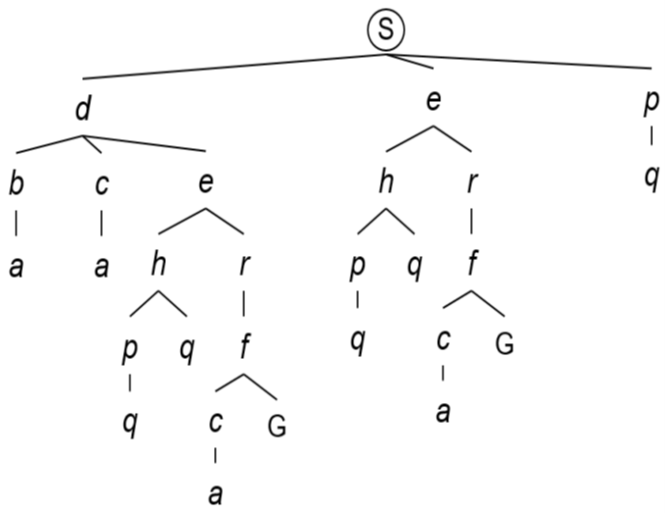 S
d e p
b c e h r q
a a h r p q f
p q f q c G
q c G a
a